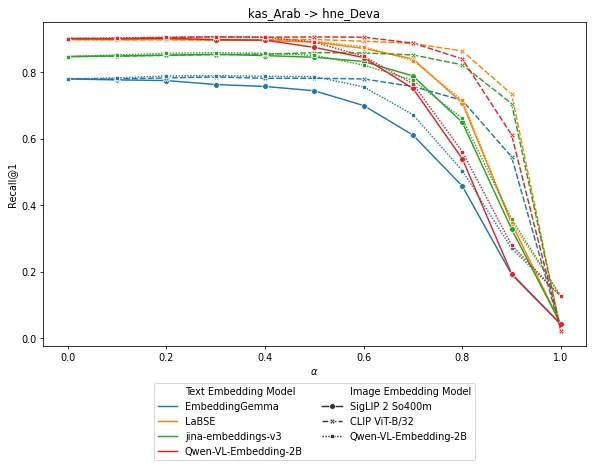 kas_Arab -> hne_Deva
Recall@1
0.8
0.6
0.4
0.2
0.0
0.0 0.2 0.4 0.6 0.8 1.0
α
Text Embedding Model
EmbeddingGemma
LaBSE
jina-embeddings-v3
Qwen-VL-Embedding-2B
Image Embedding Model
SigLIP 2 So400m
CLIP ViT-B/32
Qwen-VL-Embedding-2B